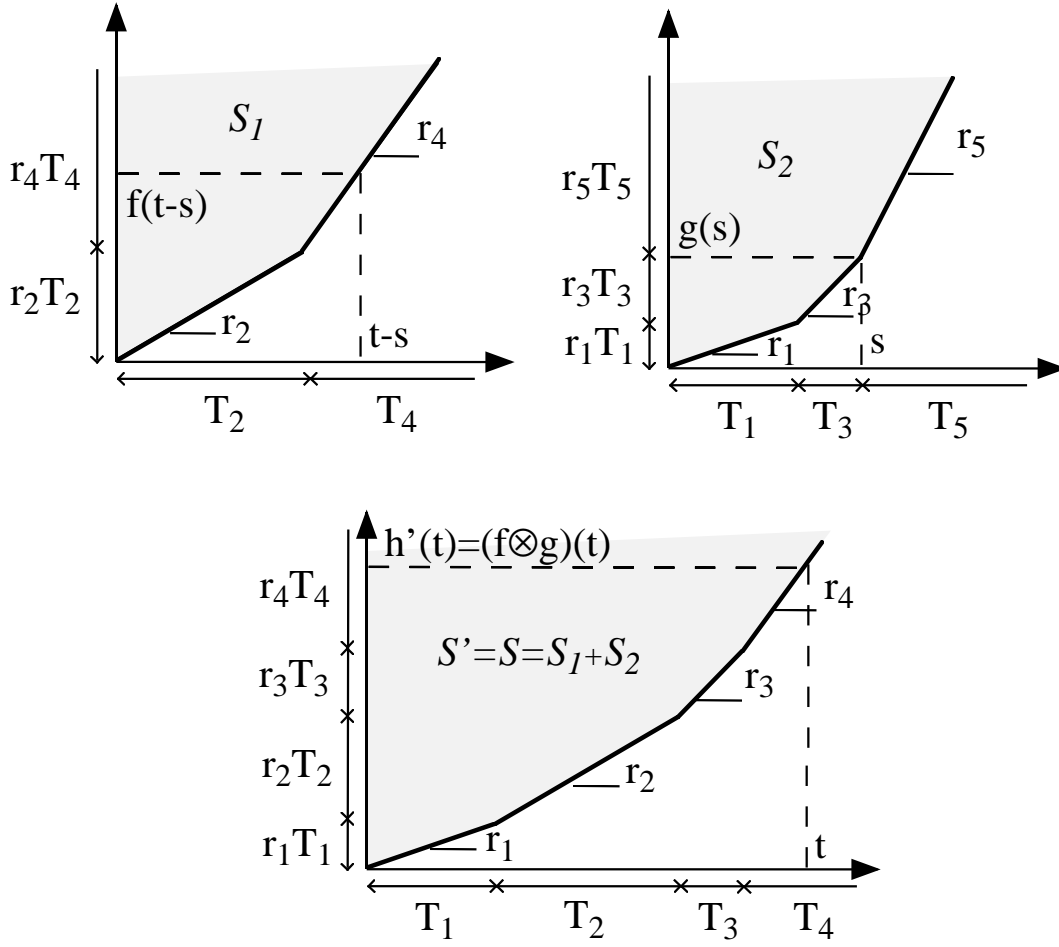 S1
r4
r4T4
f(t-s)
r2T2
r2
t-s
T2
T4
S2
r5
r5T5
g(s)
r3T3
r3
r1T1
r1
s
T1
T3
T5
h’(t)=(f⊗g)(t)
r4T4
r4
S’=S=S1+S2
r3T3
r3
r2T2
r2
r1T1
r1
t
T1
T2
T3
T4